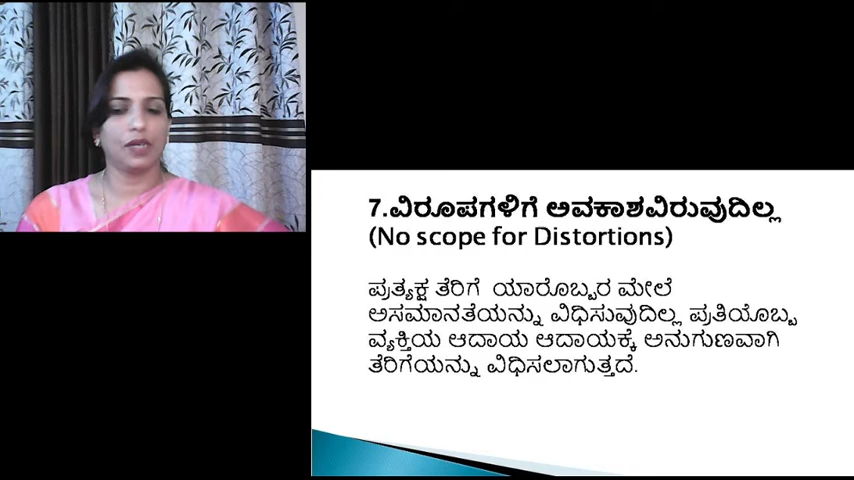 7.ವಿರೂಪಗಳಿಗೆ ಅವಕಾಶವಿರುವುದಿಲ್ಲ
(No scope for Distortions)
ಪ್ರತ್ಯಕ್ಷ ತೆರಿಗೆ ಯಾರೊಬ್ಬರ ಮೇಲೆ
ಅಸಮಾನತೆಯನ್ನು ವಿಧಿಸುವುದಿಲ್ಲ ಪ್ರತಿಯೊಬ್ಬ
ವ್ಯಕ್ತಿಯ ಆದಾಯ ಆದಾಯಕ್ಕೆ ಅನುಗುಣವಾಗಿ
ತೆರಿಗೆಯನ್ನು ವಿಧಿಸಲಾಗುತ್ತದೆ.